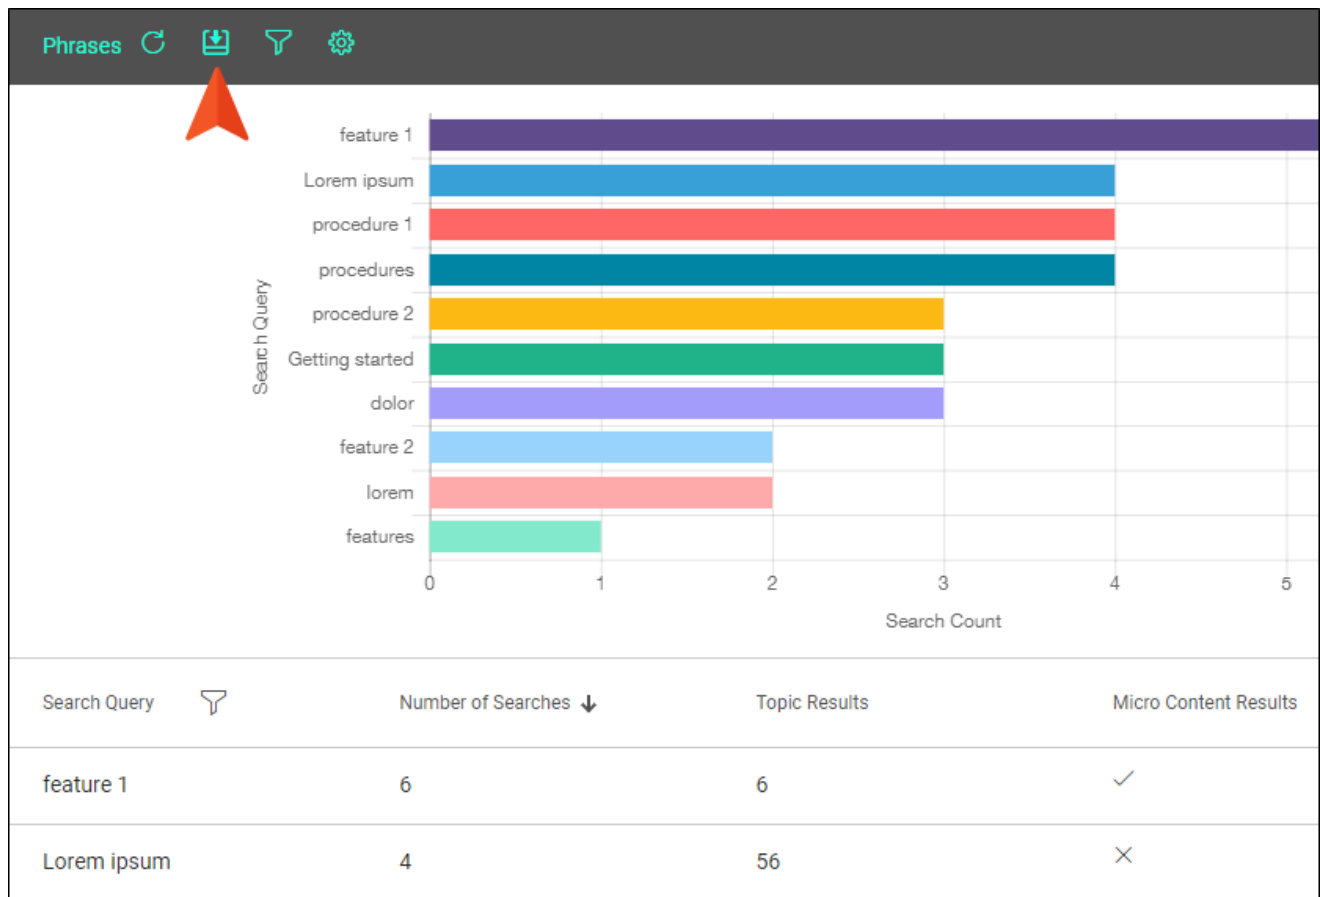 Phrases
feature 1
Lorem ipsum
procedure 1
procedures
procedure 2
Getting started
dolor
feature 2
lorem
features
Search Query
0 1 2 3 4 5
Search Count
Search Query Number of Searches Topic Results Micro Content Results
feature 1 6 6
Lorem ipsum 4 56